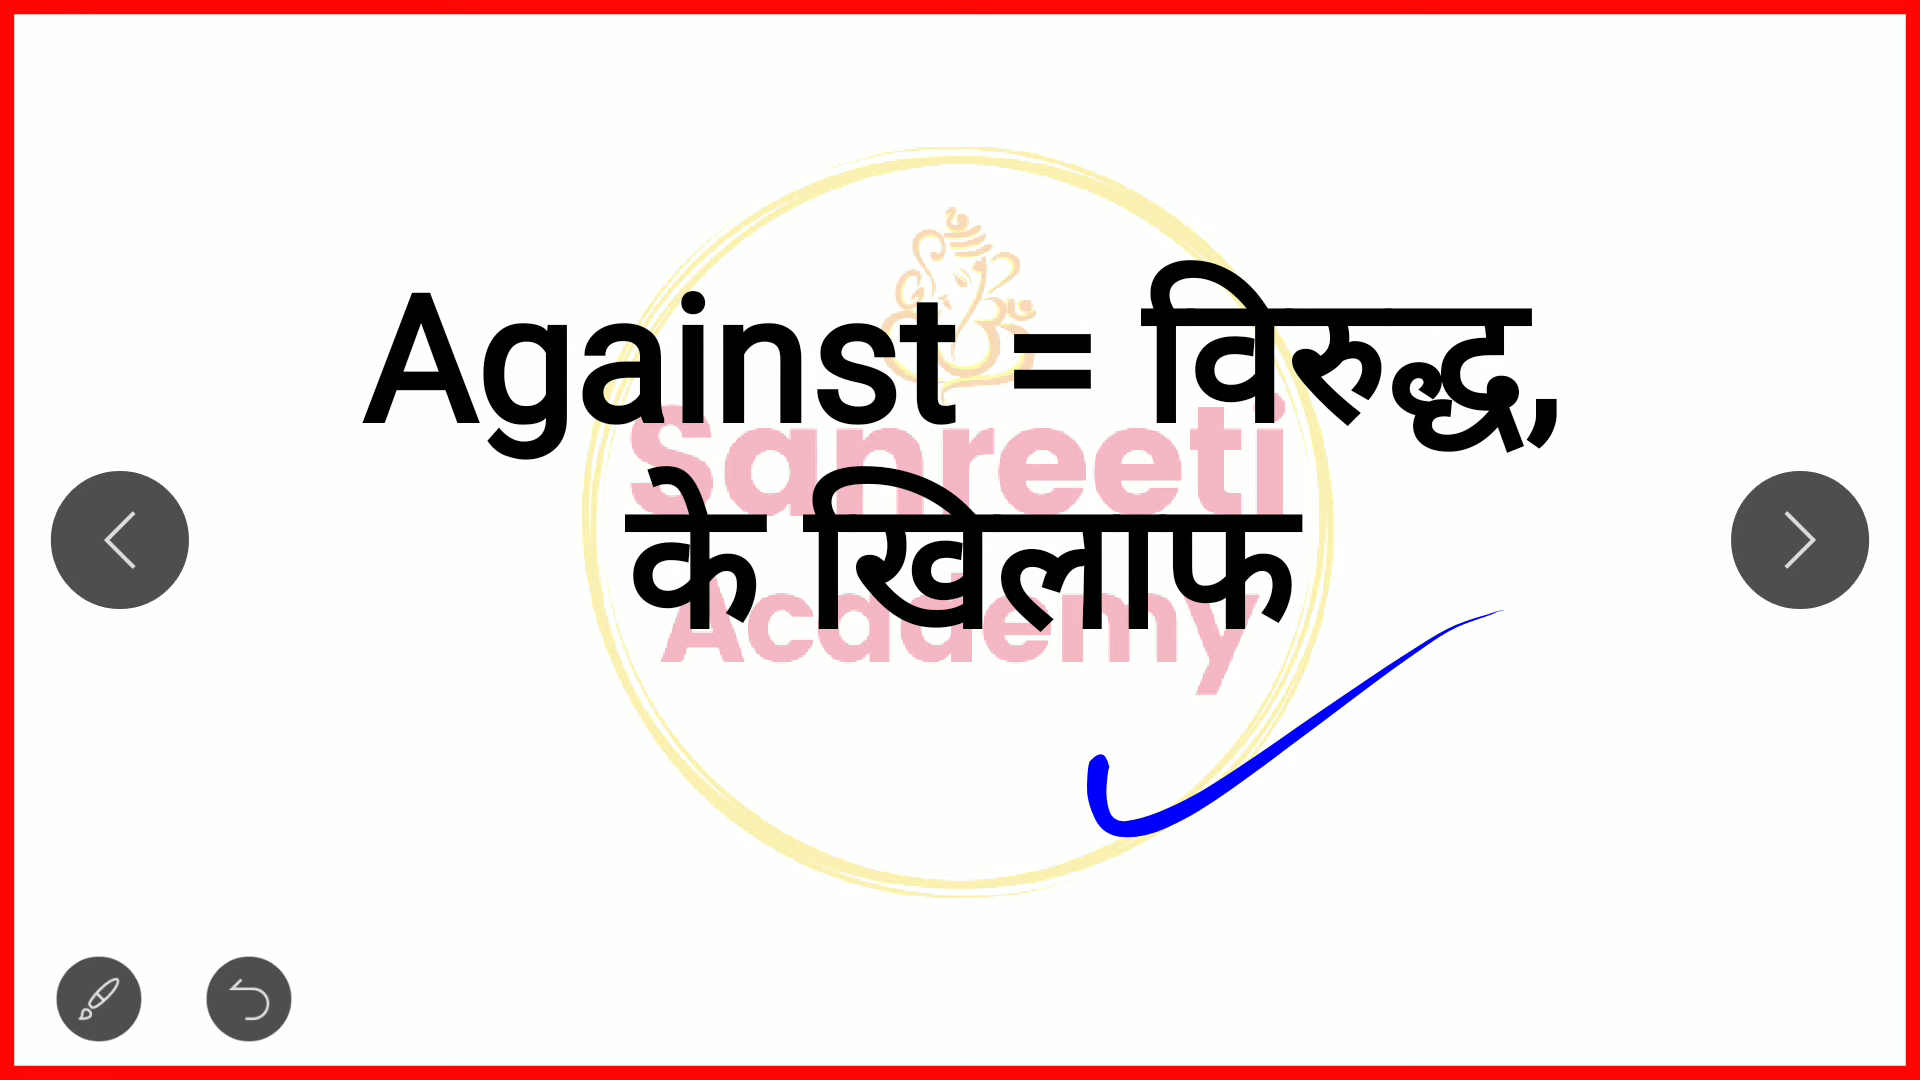 Against = विरुद्ध,
के खिलाफ
Sanreeti
Academy